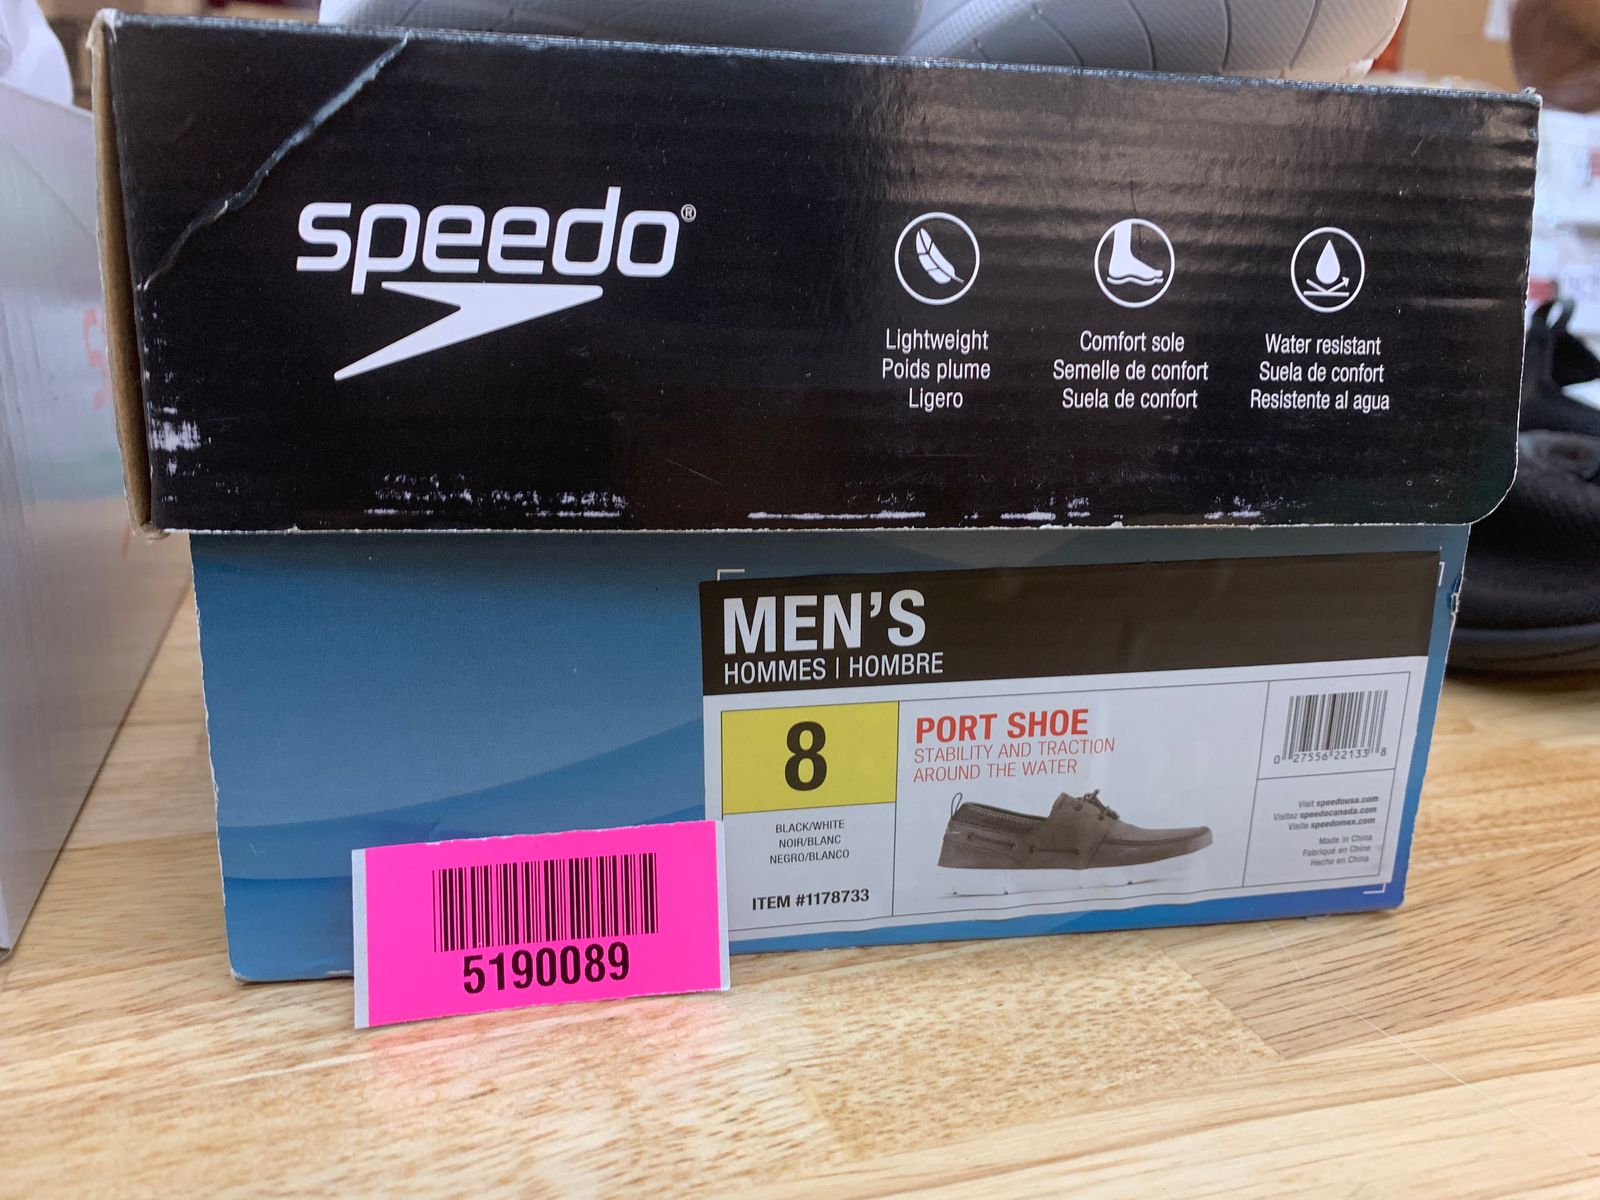 speedo®
Lightweight
Poids plume
Ligero
Comfort sole
Semelle de confort
Suela de confort
Water resistant
Suela de confort
Resistente al agua
MEN'S
HOMMES | HOMBRE
8
BLACK/WHITE
NOIR/BLANC
NEGRO/BLANCO
ITEM #1178733
PORT SHOE
STABILITY AND TRACTION
AROUND THE WATER
0 27556 22133 8
Visit speedousa.com
Visitez speedocanada.com
Visite speedomex.com
Made in China
Fabriqué en Chine
Hecho en China
5190089